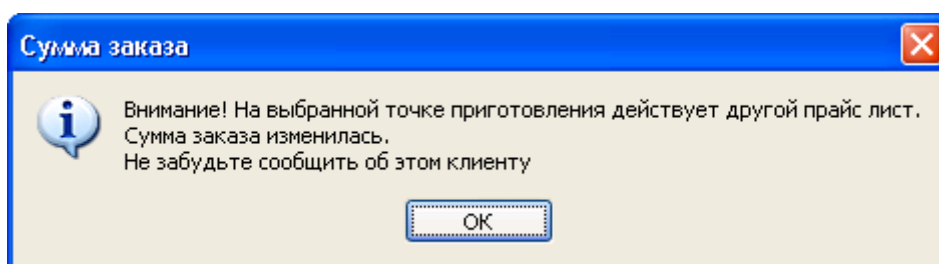 Сумма заказа
Внимание! На выбранной точке приготовления действует другой прайс лист.
Сумма заказа изменилась.
Не забудьте сообщить об этом клиенту
OK